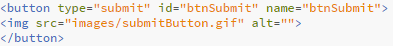 <button type="submit" id="btnSubmit" name="btnSubmit">
<img src="images/submitButton.gif" alt="">
</button>